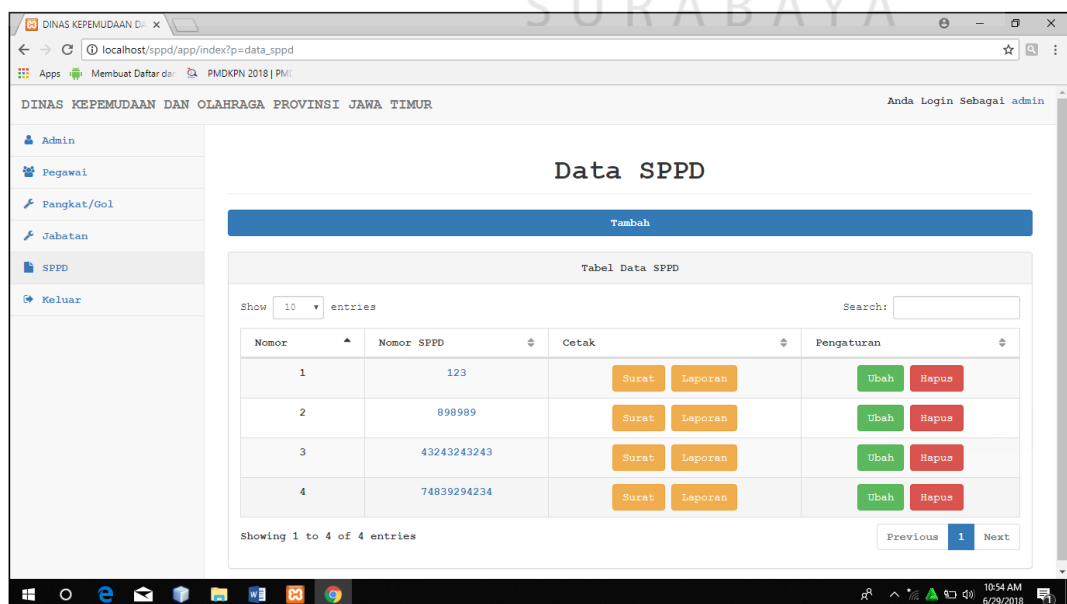 SURABAYA
DINAS KEPEMUDAAN DA
localhost/sppd/app/index?p=data_sppd
Apps Membuat Daftar dar PMDKPN 2018 | PMD
DINAS KEPEMUDAAN DAN OLAHRAGA PROVINSI JAWA TIMUR
Anda Login Sebagai admin
Admin
Pegawai
Pangkat/Gol
Jabatan
SPPD
Keluar
Data SPPD
Tambah
Tabel Data SPPD
Show 10 entries
Search:
Nomor Nomor SPPD Cetak Pengaturan
1 123 Surat Laporan Ubah Hapus
2 898989 Surat Laporan Ubah Hapus
3 43243243243 Surat Laporan Ubah Hapus
4 74839294234 Surat Laporan Ubah Hapus
Showing 1 to 4 of 4 entries
Previous 1 Next
10:54 AM
6/29/2018